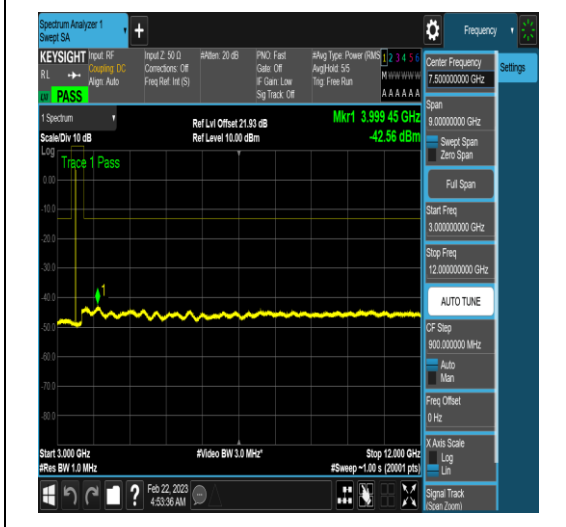 Spectrum Analyzer 1
Swept SA
Frequency
KEYSIGHT
Input: RF
Coupling: DC
Align: Auto
Input Z: 50 Ω
Corrections: Off
Freq Ref: Int (S)
#Atten: 20 dB
PNO: Fast
Gate: Off
IF Gain: Low
Sig Track: Off
#Avg Type: Power (RMS
Avg|Hold: 5/5
Trig: Free Run
1 2 3 4 5 6
M W W W W W
A A A A A A
R L
PASS
1 Spectrum
Scale/Div 10 dB
Ref Lvl Offset 21.93 dB
Ref Level 10.00 dBm
Mkr1 3.999 45 GHz
-42.56 dBm
Log
Trace 1 Pass
0.00
-10.0
-20.0
-30.0
-40.0
-50.0
-60.0
-70.0
-80.0
1
Start 3.000 GHz
#Res BW 1.0 MHz
#Video BW 3.0 MHz*
Stop 12.000 GHz
#Sweep ~1.00 s (20001 pts)
Feb 22, 2023
4:53:36 AM
Center Frequency
7.500000000 GHz
Settings
Span
9.00000000 GHz
Swept Span
Zero Span
Full Span
Start Freq
3.000000000 GHz
Stop Freq
12.000000000 GHz
AUTO TUNE
CF Step
900.000000 MHz
Auto
Man
Freq Offset
0 Hz
X Axis Scale
Log
Lin
Signal Track
(Span Zoom)